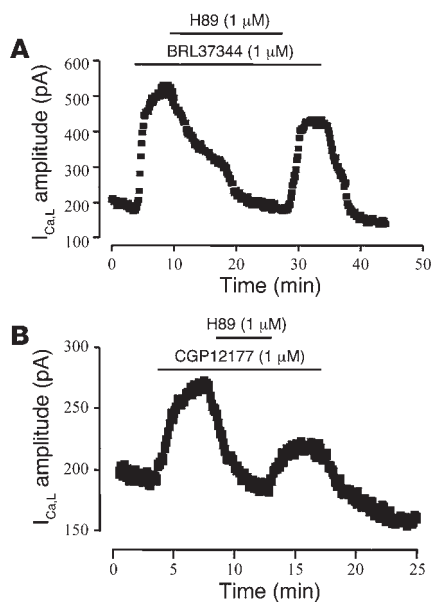 H89 (1 µM)
A
BRL37344 (1 µM)
600
500
400
300
200
100
I_Ca,L amplitude (pA)
0
10
20
30
40
50
Time (min)
B
H89 (1 µM)
CGP12177 (1 µM)
300
250
200
150
I_Ca,L amplitude (pA)
0
5
10
15
20
25
Time (min)